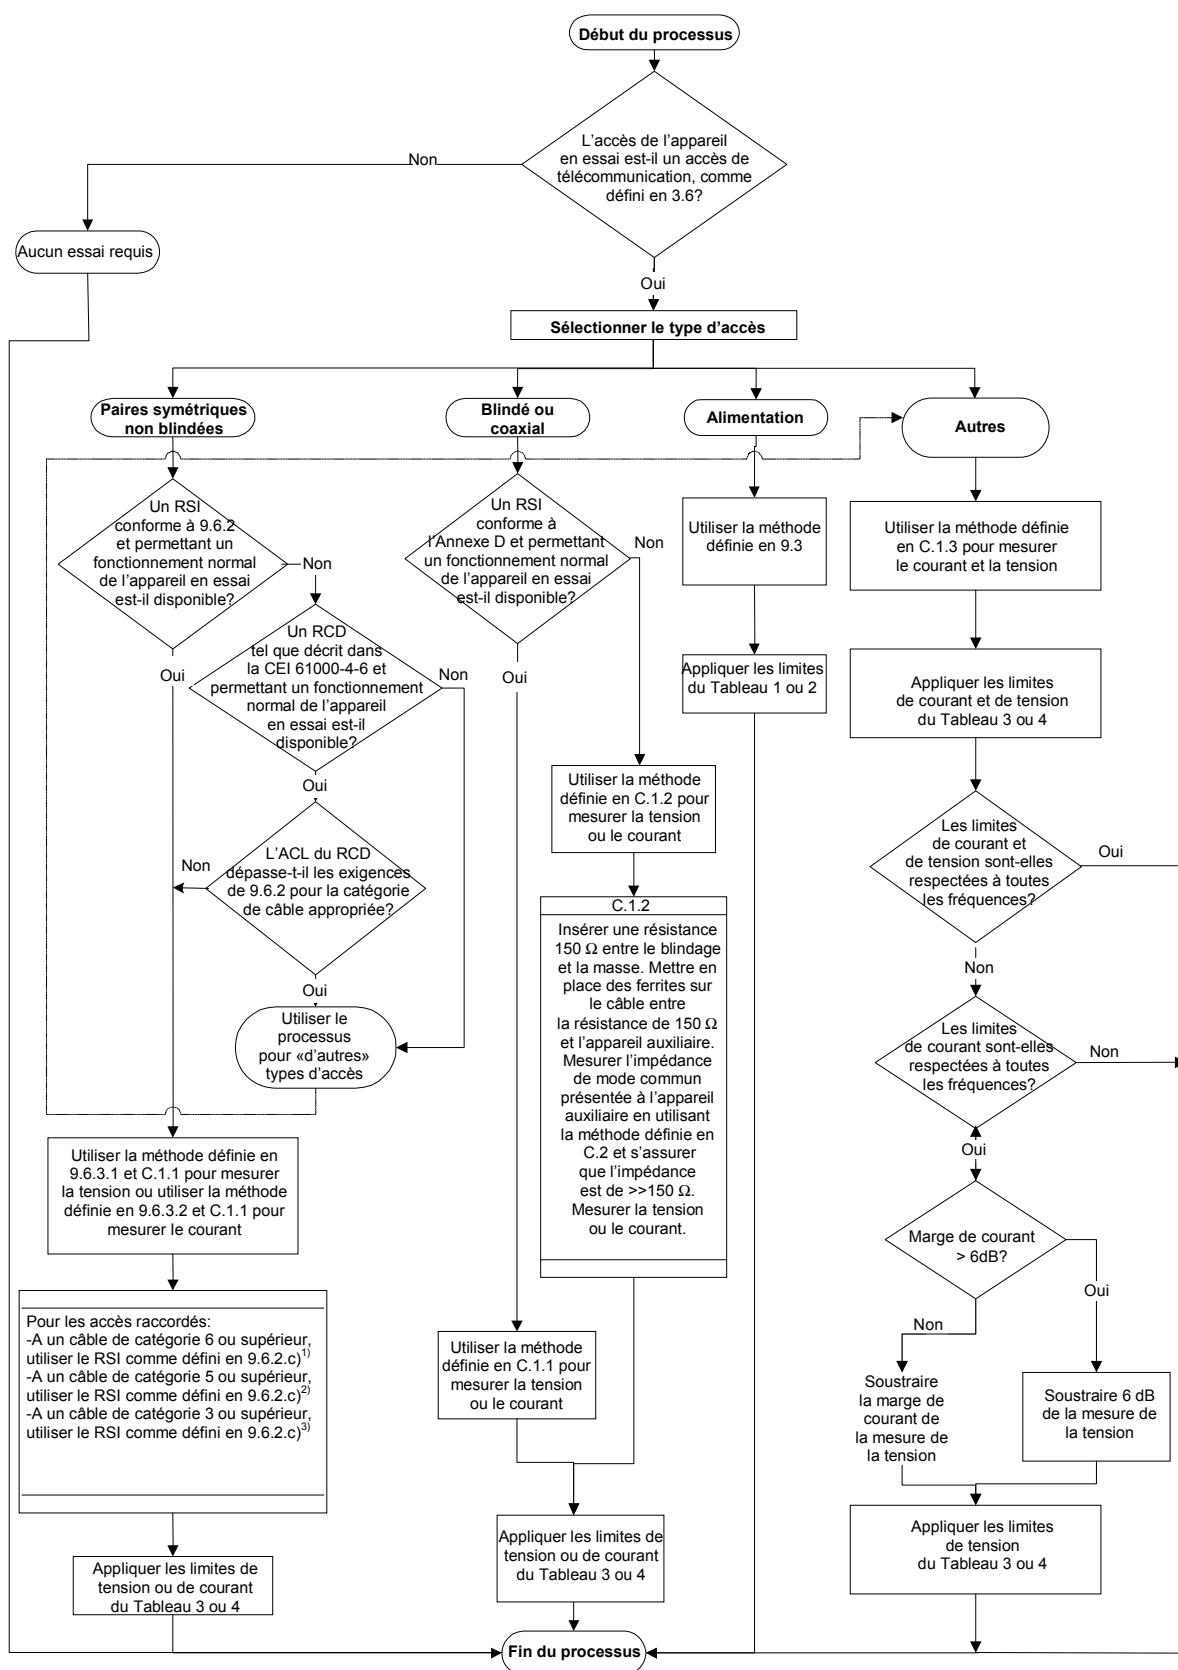 Début du processus
L'accès de l'appareil
en essai est-il un accès de
télécommunication, comme
défini en 3.6?
Non
Aucun essai requis
Oui
Sélectionner le type d'accès
Paires symétriques
non blindées
Blindé ou
coaxial
Alimentation
Autres
Un RSI
conforme à 9.6.2
et permettant un
fonctionnement normal
de l'appareil en essai
est-il disponible?
Non
Oui
Un RCD
tel que décrit dans
la CEI 61000-4-6 et
permettant un fonctionnement
normal de l'appareil
en essai est-il
disponible?
Non
Oui
L'ACL du RCD
dépasse-t-il les exigences
de 9.6.2 pour la catégorie
de câble appropriée?
Non
Oui
Utiliser le
processus
pour «d'autres»
types d'accès
Utiliser la méthode définie en
9.6.3.1 et C.1.1 pour mesurer
la tension ou utiliser la méthode
définie en 9.6.3.2 et C.1.1 pour
mesurer le courant
Pour les accès raccordés:
-A un câble de catégorie 6 ou supérieur,
utiliser le RSI comme défini en 9.6.2.c)1)
-A un câble de catégorie 5 ou supérieur,
utiliser le RSI comme défini en 9.6.2.c)2)
-A un câble de catégorie 3 ou supérieur,
utiliser le RSI comme défini en 9.6.2.c)3)
Appliquer les limites de
tension ou de courant
du Tableau 3 ou 4
Un RSI
conforme à
l'Annexe D et permettant
un fonctionnement normal
de l'appareil en essai
est-il disponible?
Non
Oui
Utiliser la méthode
définie en C.1.2 pour
mesurer la tension
ou le courant
C.1.2
Insérer une résistance
150 Ω entre le blindage
et la masse. Mettre en
place des ferrites sur
le câble entre
la résistance de 150 Ω
et l'appareil auxiliaire.
Mesurer l'impédance
de mode commun
présentée à l'appareil
auxiliaire en utilisant
la méthode définie en
C.2 et s'assurer
que l'impédance
est de >>150 Ω.
Mesurer la tension
ou le courant.
Utiliser la méthode
définie en C.1.1 pour
mesurer la tension
ou le courant
Appliquer les limites de
tension ou de courant
du Tableau 3 ou 4
Utiliser la méthode
définie en 9.3
Appliquer les limites
du Tableau 1 ou 2
Utiliser la méthode définie
en C.1.3 pour mesurer
le courant et la tension
Appliquer les limites
de courant et de tension
du Tableau 3 ou 4
Les limites
de courant et
de tension sont-elles
respectées à toutes
les fréquences?
Oui
Non
Les limites
de courant sont-elles
respectées à toutes
les fréquences?
Non
Oui
Marge de courant
> 6dB?
Oui
Non
Soustraire
la marge de
courant de
la mesure de
la tension
Soustraire 6 dB
de la mesure de
la tension
Appliquer les limites
de tension
du Tableau 3 ou 4
Fin du processus